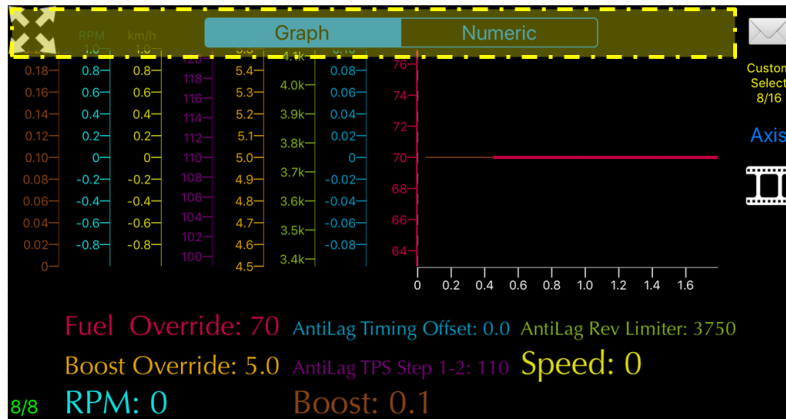 Graph Numeric
RPM km/h
Custom
Select
8/16
Axis
1.0 1.0
0.18 0.8 0.8 118 5.4 4.0k 0.08 76
0.16 0.6 0.6 116 5.3 3.9k 0.06 74
0.14 0.4 0.4 114 5.2 3.8k 0.04 72
0.12 0.2 0.2 112 5.1 3.7k 0.02 70
0.10 0 0 110 5.0 3.6k 0 68
0.08 -0.2 -0.2 108 4.9 3.5k -0.02 66
0.06 -0.4 -0.4 106 4.8 3.4k -0.04 64
0.04 -0.6 -0.6 104 4.7 -0.06
0.02 -0.8 -0.8 102 4.6 -0.08
0 100 4.5
0 0.2 0.4 0.6 0.8 1.0 1.2 1.4 1.6
Fuel Override: 70 AntiLag Timing Offset: 0.0 AntiLag Rev Limiter: 3750
Boost Override: 5.0 AntiLag TPS Step 1-2: 110 Speed: 0
8/8 RPM: 0 Boost: 0.1